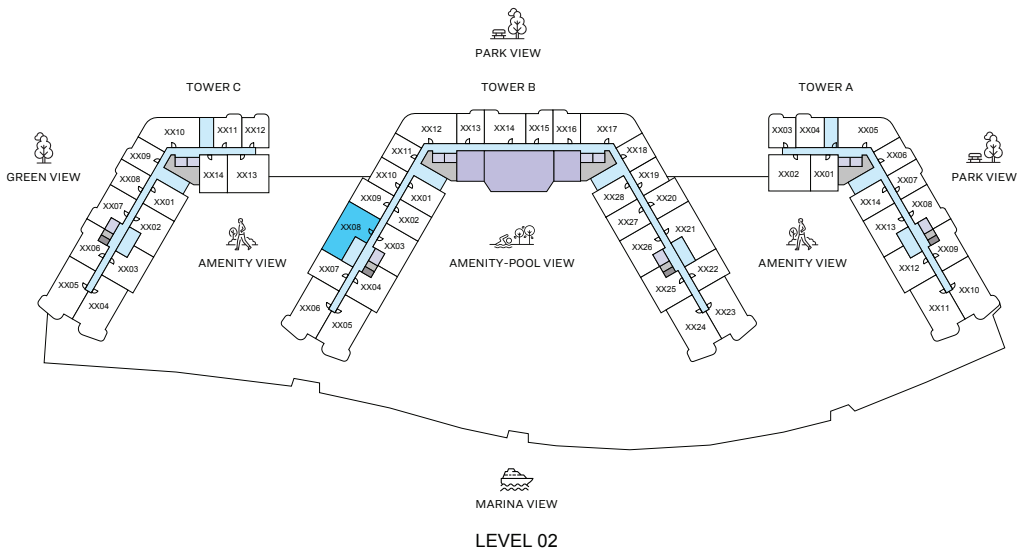 PARK VIEW
TOWER C
TOWER B
TOWER A
XX10
XX11
XX12
XX09
XX08
XX07
XX06
XX05
XX04
XX14
XX13
XX01
XX02
XX03
GREEN VIEW
AMENITY VIEW
XX12
XX13
XX14
XX15
XX16
XX17
XX11
XX10
XX09
XX08
XX07
XX06
XX05
XX01
XX02
XX03
XX04
XX18
XX19
XX20
XX21
XX22
XX23
XX28
XX27
XX26
XX25
XX24
AMENITY-POOL VIEW
AMENITY VIEW
XX03
XX04
XX05
XX02
XX01
XX06
XX07
XX08
XX09
XX10
XX14
XX13
XX12
XX11
PARK VIEW
MARINA VIEW
LEVEL 02